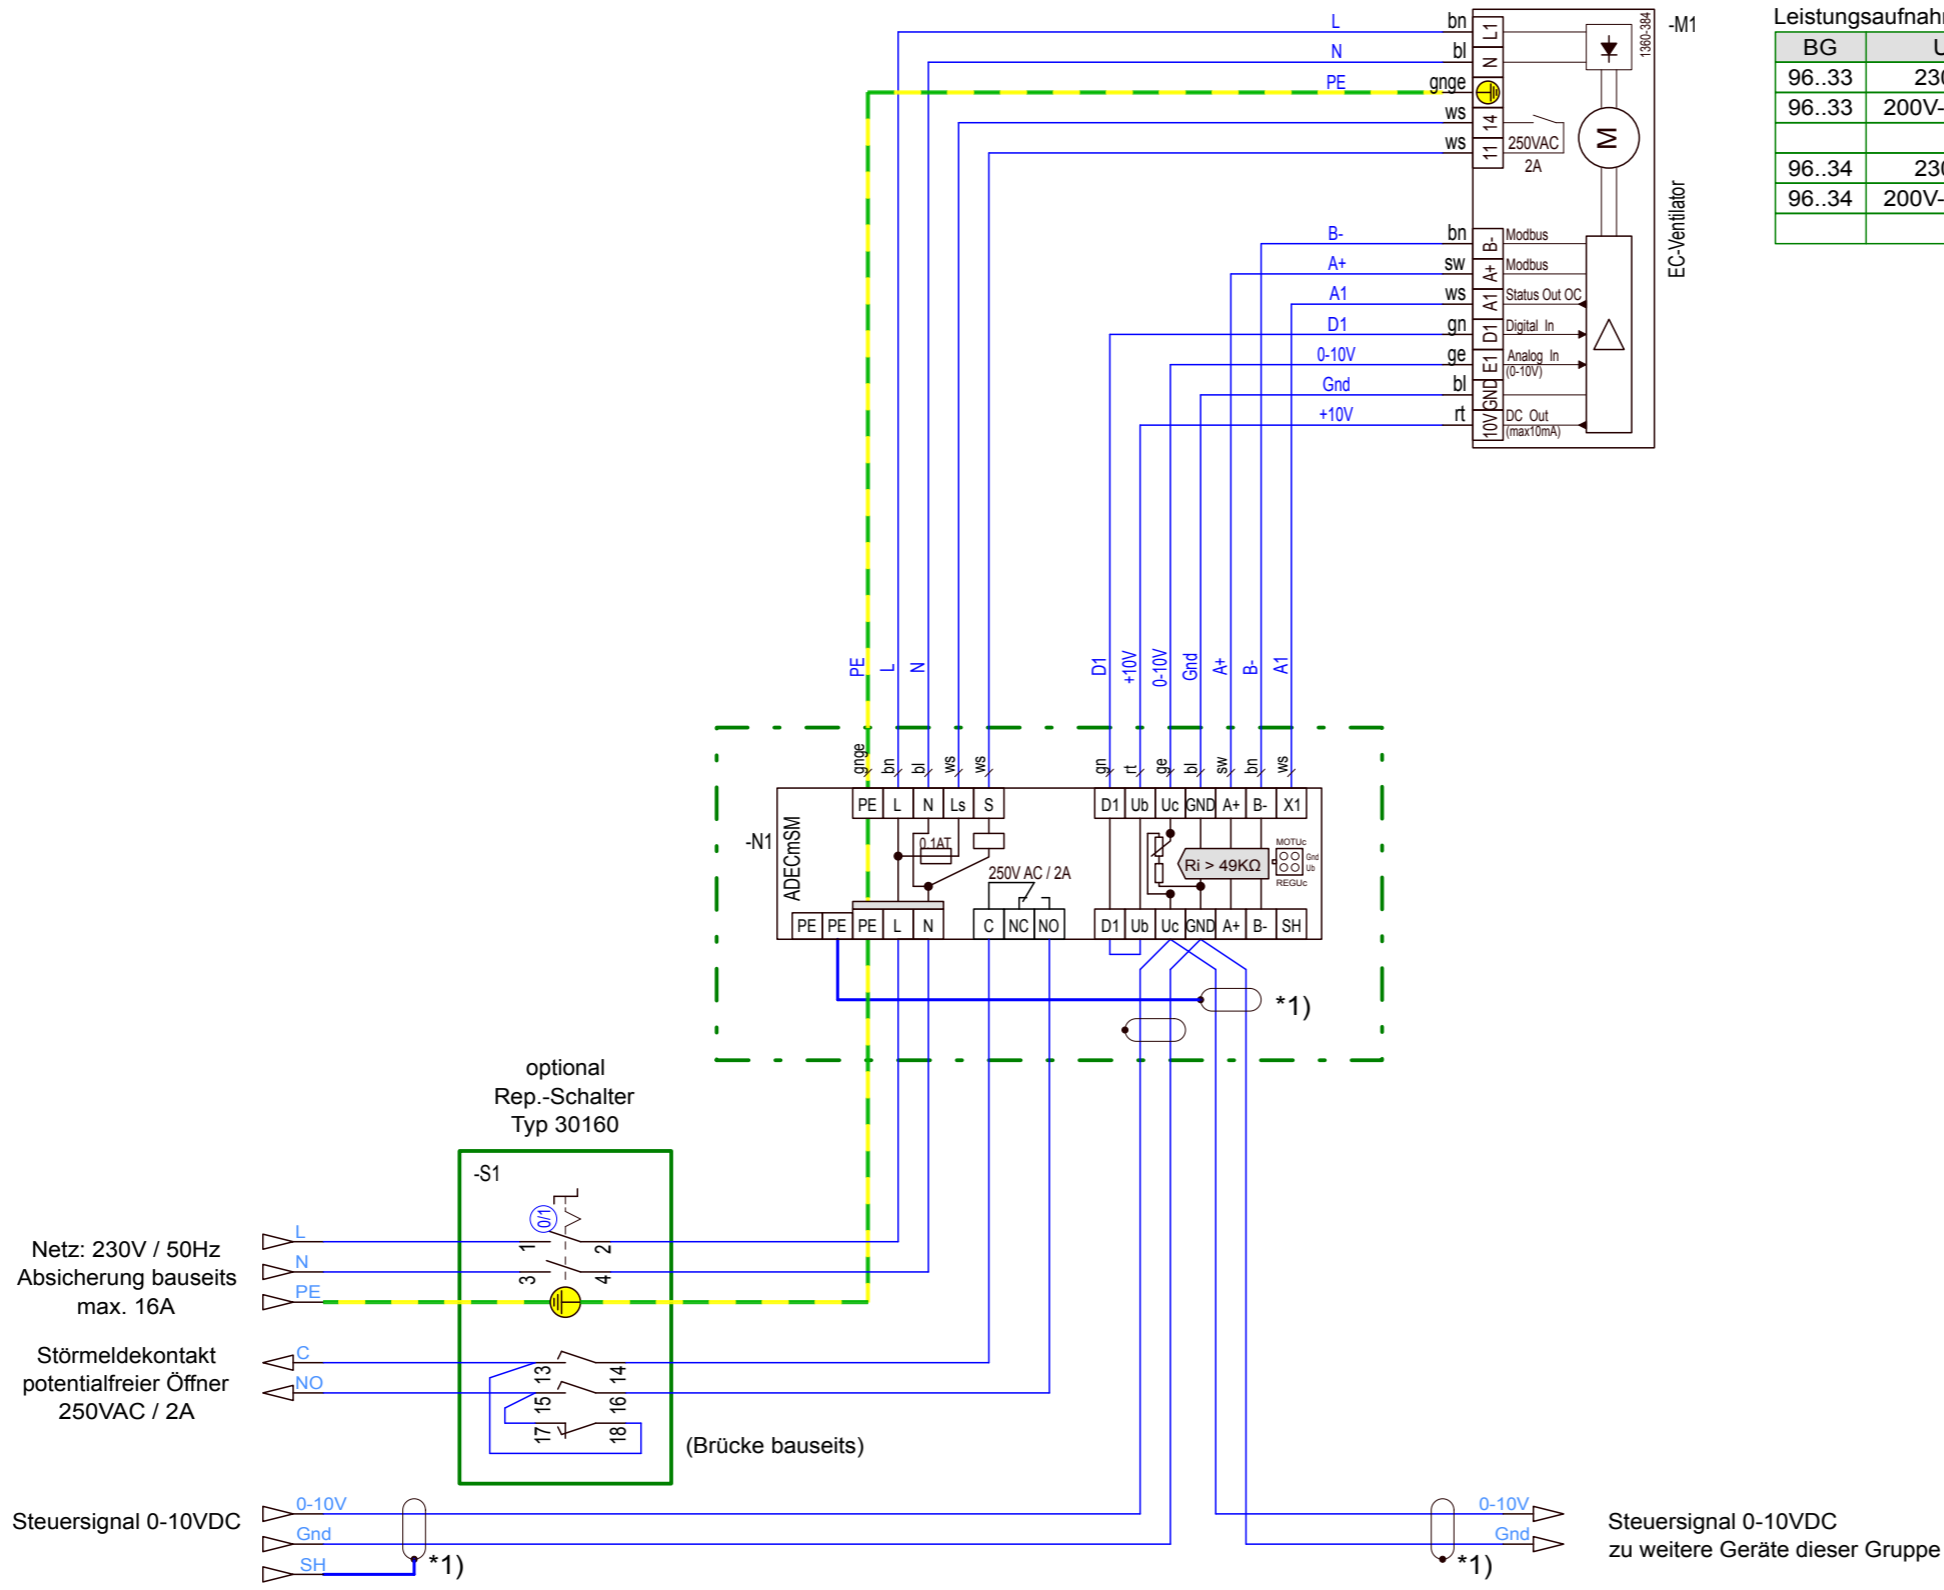 L bn L1 1360-384 -M1
N bl N
PE gnge
ws 14
ws 11 250VAC
2A
M
EC-Ventilator
B- bn B- Modbus
A+ sw A+ Modbus
A1 ws A1 Status Out OC
D1 gn D1 Digital In
0-10V ge E1 Analog In
(0-10V)
Gnd bl GND
+10V rt 10V DC Out
(max10mA)
Leistungsaufnah
BG
96..33 230
96..33 200V-
96..34 230
96..34 200V-
PE L N D1 +10V 0-10V Gnd A+ B- A1
gnge bn bl ws ws gn rt ge bl sw bn ws
PE L N Ls S D1 Ub Uc GND A+ B- X1
-N1 ADECmSM
0,1AT
250V AC / 2A
Ri > 49KΩ
MOTUc
Gnd
Ub
REGUc
PE PE PE L N C NC NO D1 Ub Uc GND A+ B- SH
*1)
optional
Rep.-Schalter
Typ 30160
-S1
0/1
Netz: 230V / 50Hz
Absicherung bauseits
max. 16A
L 1 2
N 3 4
PE
Störmeldekontakt
potentialfreier Öffner
250VAC / 2A
C 13 14
NO 15 16
17 18
(Brücke bauseits)
Steuersignal 0-10VDC
0-10V
Gnd
SH *1)
0-10V
Gnd
*1)
Steuersignal 0-10VDC
zu weitere Geräte dieser Gruppe